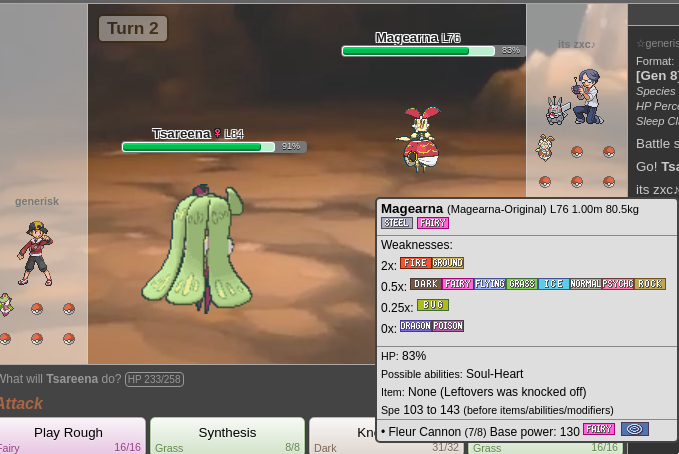 Turn 2
Magearna L76
83%
its zxc♪
Tsareena ♀ L84
91%
generisk
☆generis
Format:
[Gen 8]
Species
HP Perce
Sleep Cl
Battle s
Go! Tsa
its zxc♪
Magearna (Magearna-Original) L76 1.00m 80.5kg
STEEL FAIRY
Weaknesses:
2x: FIRE GROUND
0.5x: DARK FAIRY FLYING GRASS ICE NORMAL PSYCHC ROCK
0.25x: BUG
0x: DRAGON POISON
HP: 83%
Possible abilities: Soul-Heart
Item: None (Leftovers was knocked off)
Spe 103 to 143 (before items/abilities/modifiers)
• Fleur Cannon (7/8) Base power: 130 FAIRY
What will Tsareena do? HP 233/258
Attack
Play Rough
Fairy 16/16
Synthesis
Grass 8/8
Kn
Dark 31/32
Grass 16/16